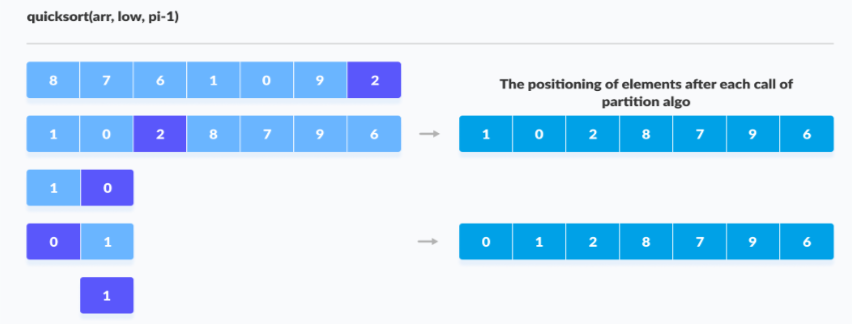 quicksort(arr, low, pi-1)
8 7 6 1 0 9 2
The positioning of elements after each call of
partition algo
1 0 2 8 7 9 6 → 1 0 2 8 7 9 6
1 0
0 1 → 0 1 2 8 7 9 6
1